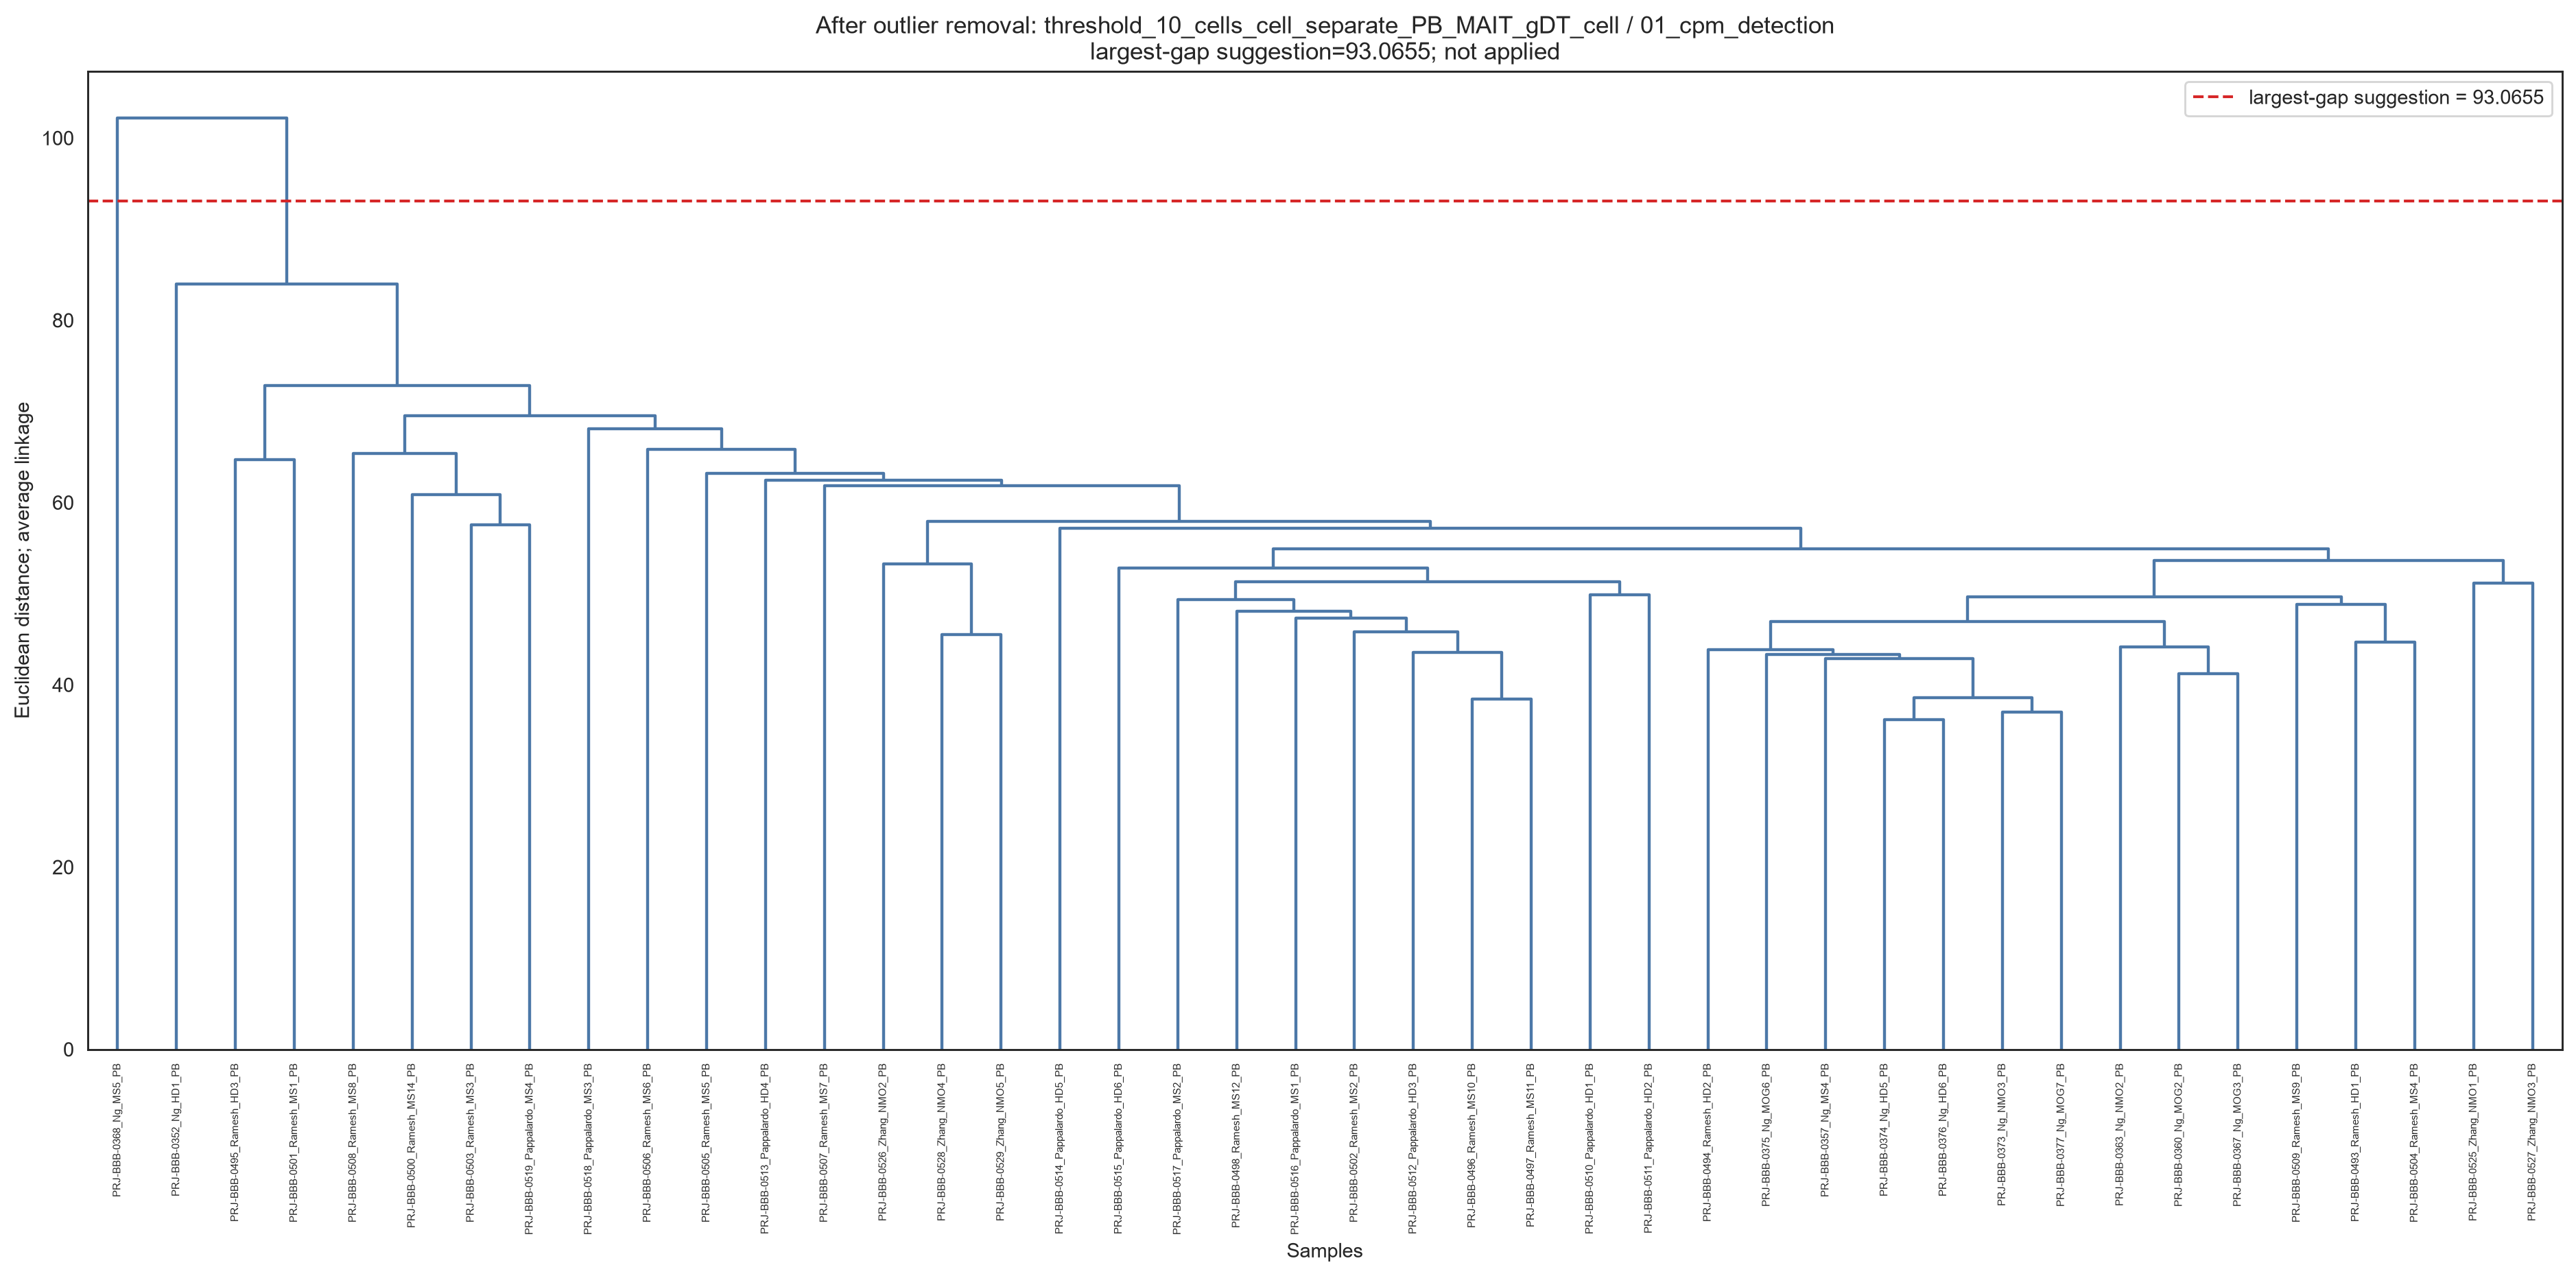 After outlier removal: threshold_10_cells_cell_separate_PB_MAIT_gDT_cell / 01_cpm_detection
largest-gap suggestion=93.0655; not applied
largest-gap suggestion = 93.0655
Euclidean distance; average linkage
100
80
60
40
20
0
PRJ-BBB-0368_Ng_MS5_PB
PRJ-BBB-0352_Ng_HD1_PB
PRJ-BBB-0495_Ramesh_HD3_PB
PRJ-BBB-0501_Ramesh_MS1_PB
PRJ-BBB-0508_Ramesh_MS8_PB
PRJ-BBB-0500_Ramesh_MS14_PB
PRJ-BBB-0503_Ramesh_MS3_PB
PRJ-BBB-0519_Pappalardo_MS4_PB
PRJ-BBB-0518_Pappalardo_MS3_PB
PRJ-BBB-0506_Ramesh_MS6_PB
PRJ-BBB-0505_Ramesh_MS5_PB
PRJ-BBB-0513_Pappalardo_HD4_PB
PRJ-BBB-0507_Ramesh_MS7_PB
PRJ-BBB-0526_Zhang_NMO2_PB
PRJ-BBB-0528_Zhang_NMO4_PB
PRJ-BBB-0529_Zhang_NMO5_PB
PRJ-BBB-0514_Pappalardo_HD5_PB
PRJ-BBB-0515_Pappalardo_HD6_PB
PRJ-BBB-0517_Pappalardo_MS2_PB
PRJ-BBB-0498_Ramesh_MS12_PB
PRJ-BBB-0516_Pappalardo_MS1_PB
PRJ-BBB-0502_Ramesh_MS2_PB
PRJ-BBB-0512_Pappalardo_HD3_PB
PRJ-BBB-0496_Ramesh_MS10_PB
PRJ-BBB-0497_Ramesh_MS11_PB
PRJ-BBB-0510_Pappalardo_HD1_PB
PRJ-BBB-0511_Pappalardo_HD2_PB
PRJ-BBB-0494_Ramesh_HD2_PB
PRJ-BBB-0375_Ng_MOG6_PB
PRJ-BBB-0357_Ng_MS4_PB
PRJ-BBB-0374_Ng_HD5_PB
PRJ-BBB-0376_Ng_HD6_PB
PRJ-BBB-0373_Ng_NMO3_PB
PRJ-BBB-0377_Ng_MOG7_PB
PRJ-BBB-0363_Ng_NMO2_PB
PRJ-BBB-0360_Ng_MOG2_PB
PRJ-BBB-0367_Ng_MOG3_PB
PRJ-BBB-0509_Ramesh_MS9_PB
PRJ-BBB-0493_Ramesh_HD1_PB
PRJ-BBB-0504_Ramesh_MS4_PB
PRJ-BBB-0525_Zhang_NMO1_PB
PRJ-BBB-0527_Zhang_NMO3_PB
Samples